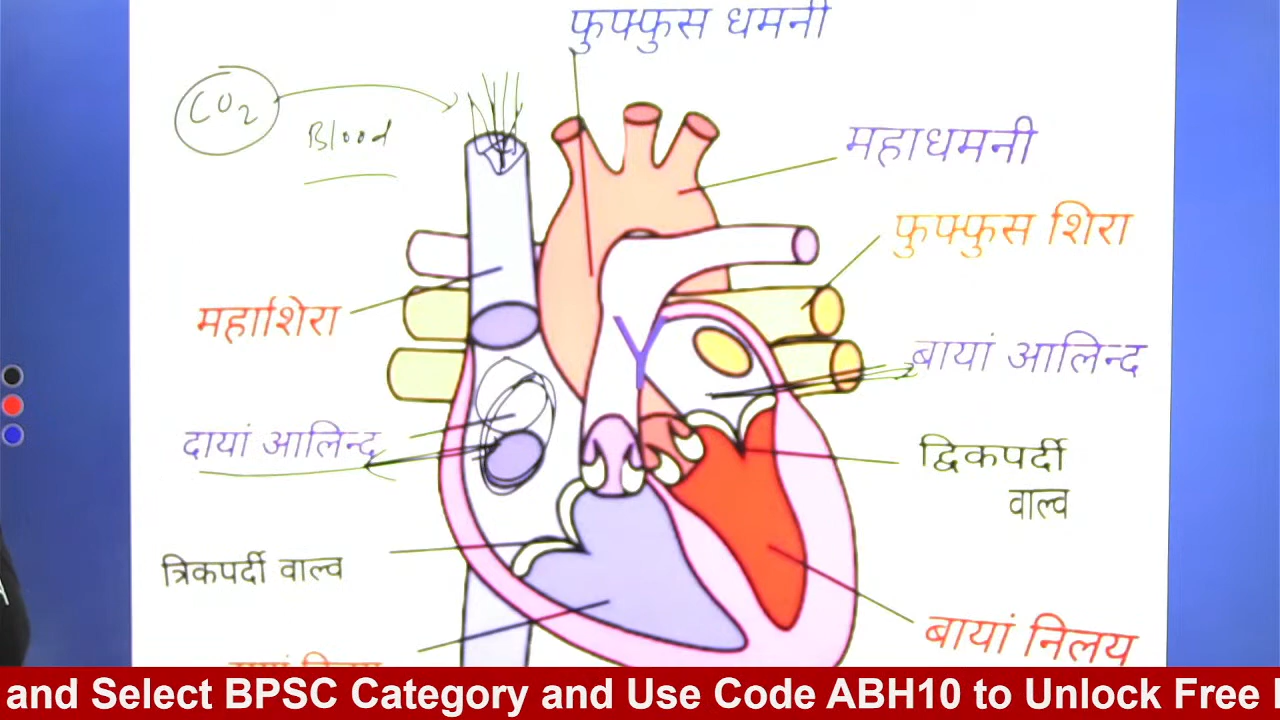 फुफ्फुस धमनी
CO2
Blood
महाधमनी
फुफ्फुस शिरा
महाशिरा
बायां आलिन्द
दायां आलिन्द
द्विकपर्दी
वाल्व
त्रिकपर्दी वाल्व
बायां निलय
and Select BPSC Category and Use Code ABH10 to Unlock Free